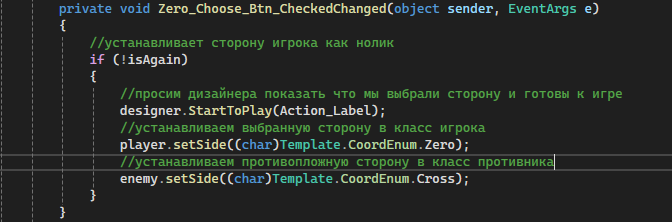 private void Zero_Choose_Btn_CheckedChanged(object sender, EventArgs e)
{
//устанавливает сторону игрока как нолик
if (!isAgain)
{
//просим дизайнера показать что мы выбрали сторону и готовы к игре
designer.StartToPlay(Action_Label);
//устанавливаем выбранную сторону в класс игрока
player.setSide((char)Template.CoordEnum.Zero);
//устанавливаем противопложную сторону в класс противника
enemy.setSide((char)Template.CoordEnum.Cross);
}
}